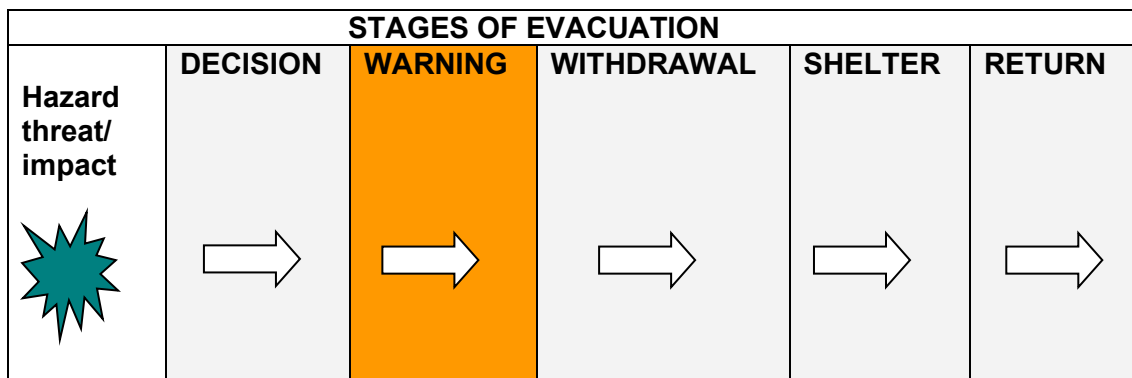 STAGES OF EVACUATION
Hazard
threat/
impact
DECISION
WARNING
WITHDRAWAL
SHELTER
RETURN